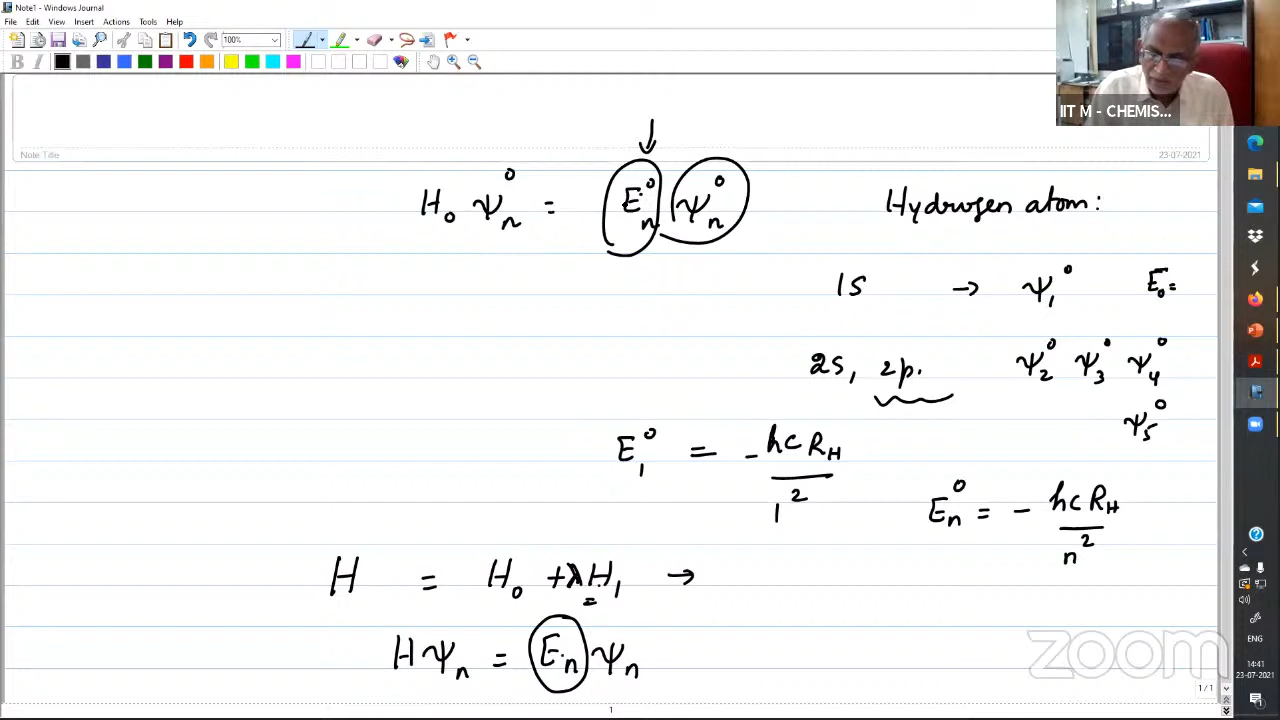 Note1 - Windows Journal
File Edit View Insert Actions Tools Help
100%
B I
IIT M - CHEMIS...
Note Title
23-07-2021
H₀ ψₙ⁰ = Eₙ⁰ ψₙ⁰
Hydrogen atom:
1s → ψ₁⁰ E₀=
2s, 2p. ψ₂⁰ ψ₃⁰ ψ₄⁰
ψ₅⁰
E₁⁰ = - hcR_H / 1²
Eₙ⁰ = - hcR_H / n²
H = H₀ + λH₁ →
Hψₙ = Eₙ ψₙ
zoom
ENG
14:41
23-07-2021
1 / 1
1